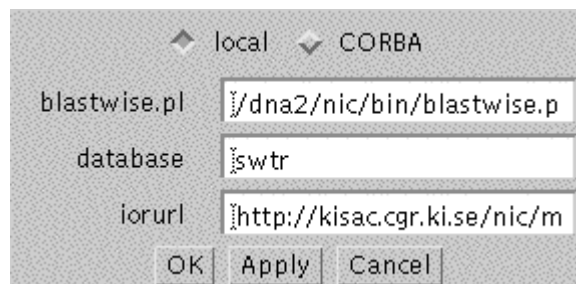 local CORBA
blastwise.pl /dna2/nic/bin/blastwise.p
database swtr
iorurl http://kisac.cgr.ki.se/nic/m
OK Apply Cancel